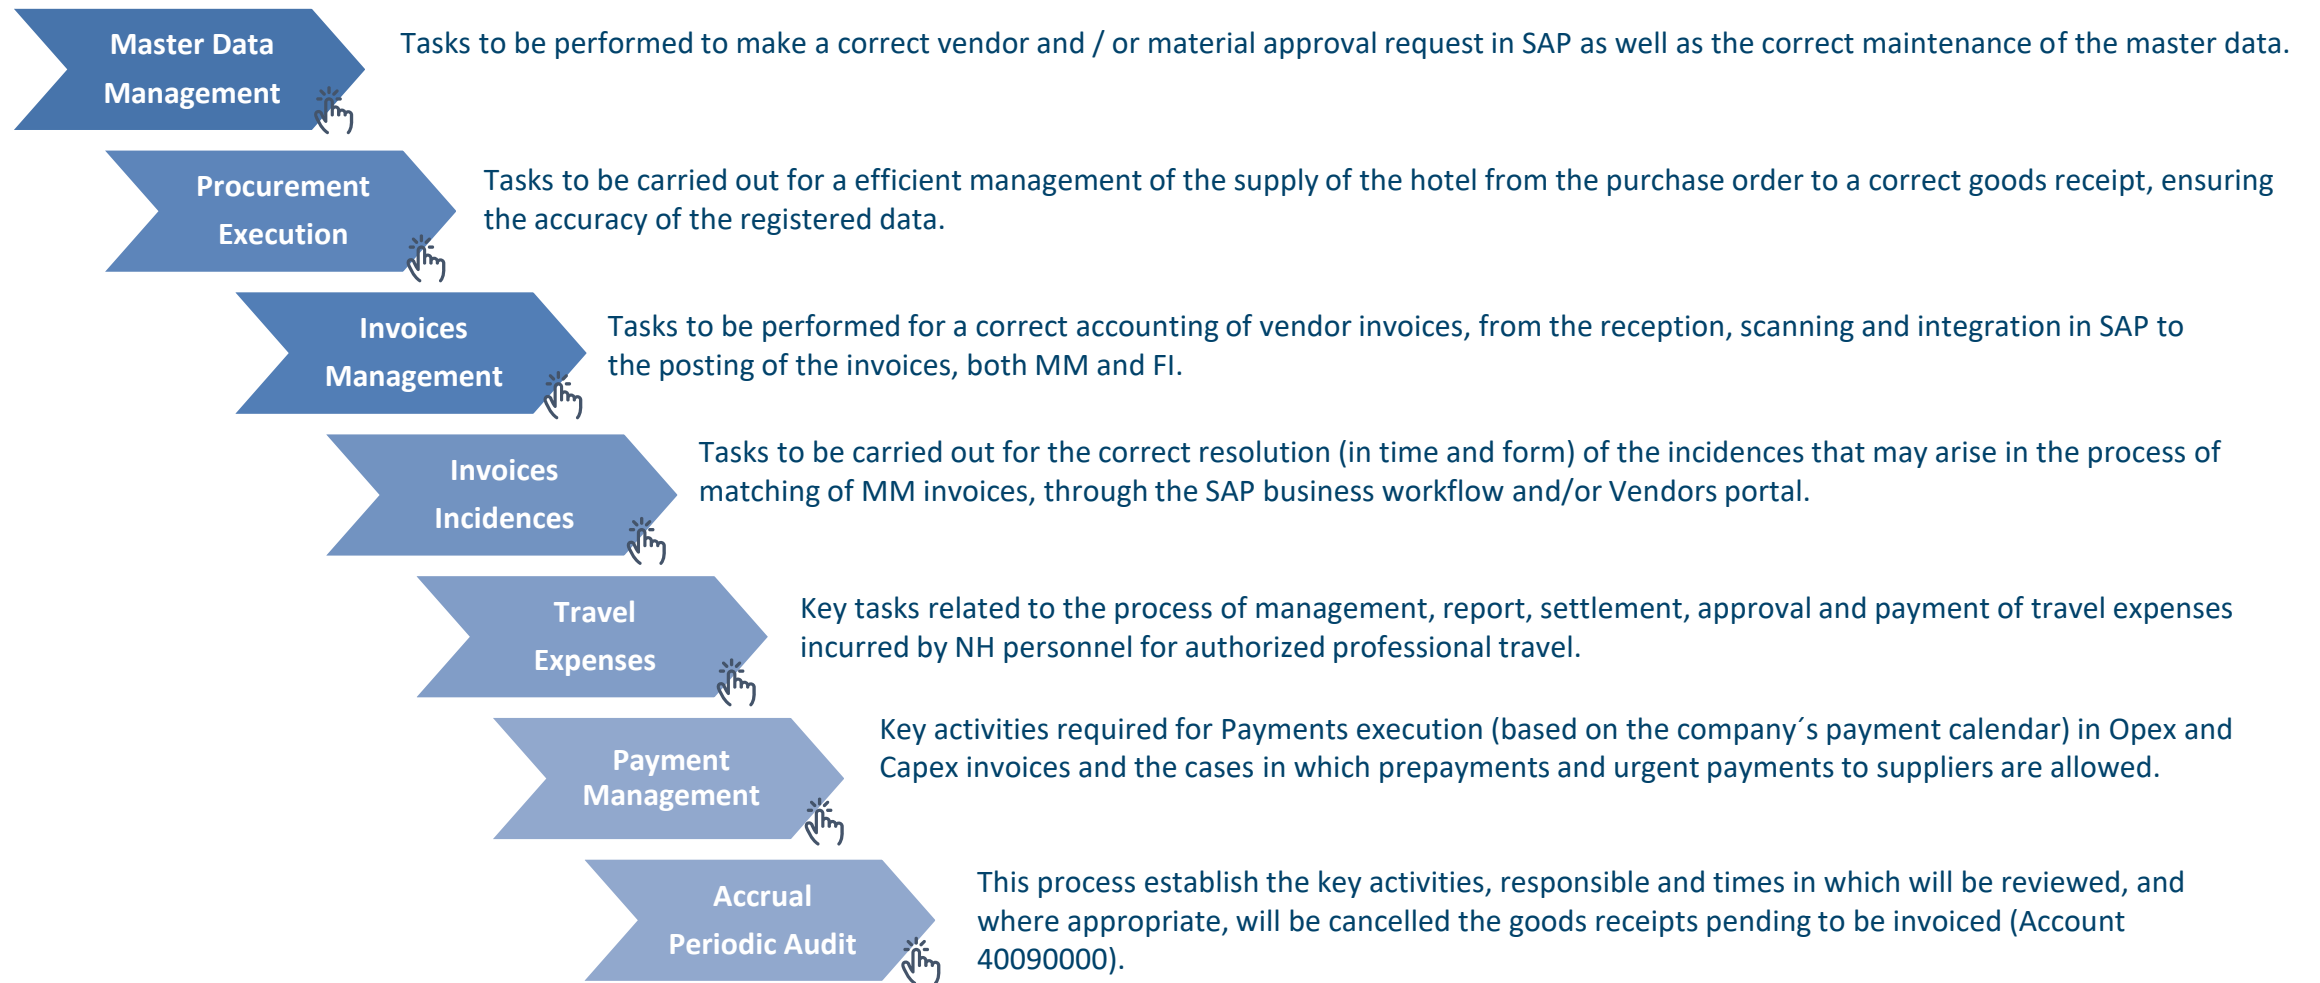 Master Data
Management
Tasks to be performed to make a correct vendor and / or material approval request in SAP as well as the correct maintenance of the master data.
Procurement
Execution
Tasks to be carried out for a efficient management of the supply of the hotel from the purchase order to a correct goods receipt, ensuring
the accuracy of the registered data.
Invoices
Management
Tasks to be performed for a correct accounting of vendor invoices, from the reception, scanning and integration in SAP to
the posting of the invoices, both MM and FI.
Invoices
Incidences
Tasks to be carried out for the correct resolution (in time and form) of the incidences that may arise in the process of
matching of MM invoices, through the SAP business workflow and/or Vendors portal.
Travel
Expenses
Key tasks related to the process of management, report, settlement, approval and payment of travel expenses
incurred by NH personnel for authorized professional travel.
Payment
Management
Key activities required for Payments execution (based on the company´s payment calendar) in Opex and
Capex invoices and the cases in which prepayments and urgent payments to suppliers are allowed.
Accrual
Periodic Audit
This process establish the key activities, responsible and times in which will be reviewed, and
where appropriate, will be cancelled the goods receipts pending to be invoiced (Account
40090000).